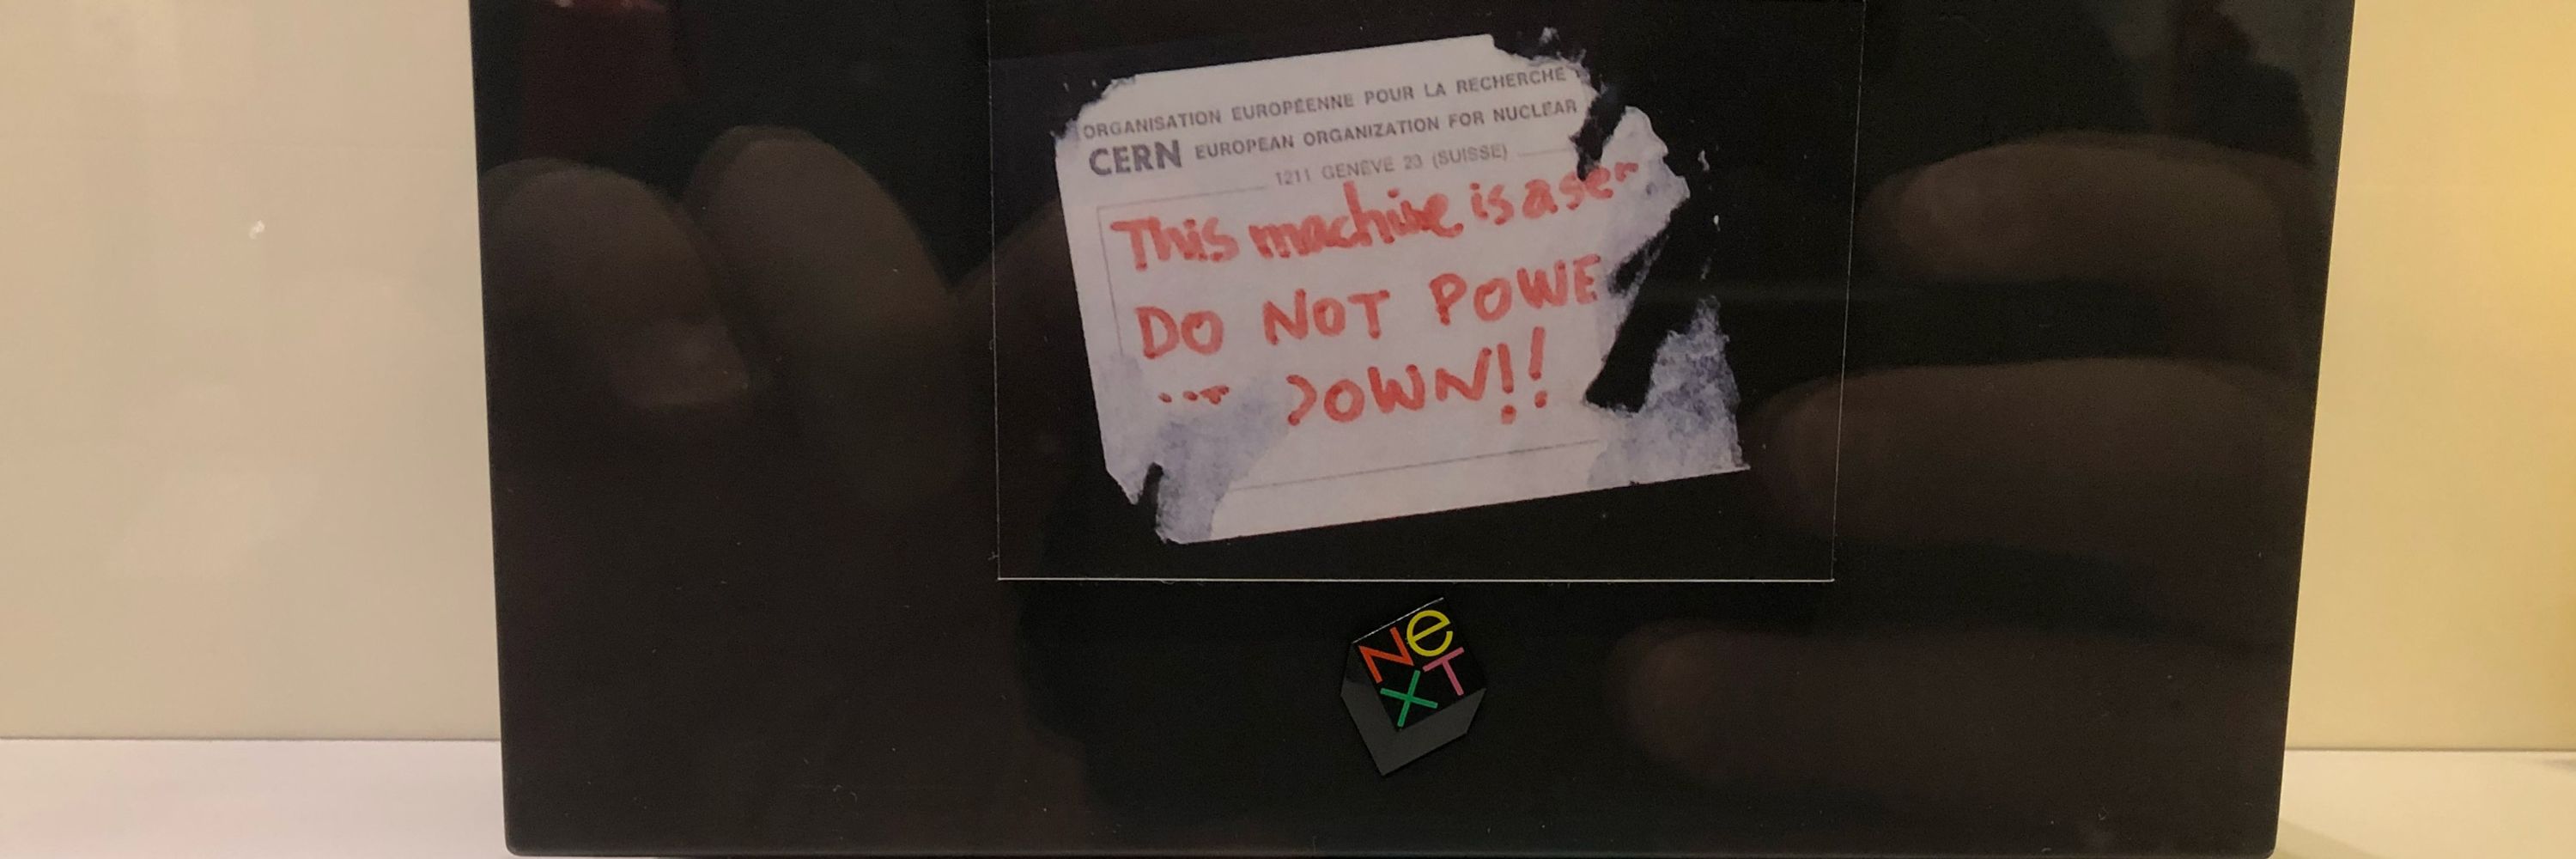 ORGANISATION EUROPÉENNE POUR LA RECHERCHE
CERN EUROPEAN ORGANIZATION FOR NUCLEAR
1211 GENÈVE 23 (SUISSE)
This machine is a ser
DO NOT POWE
DOWN!!
NeXT